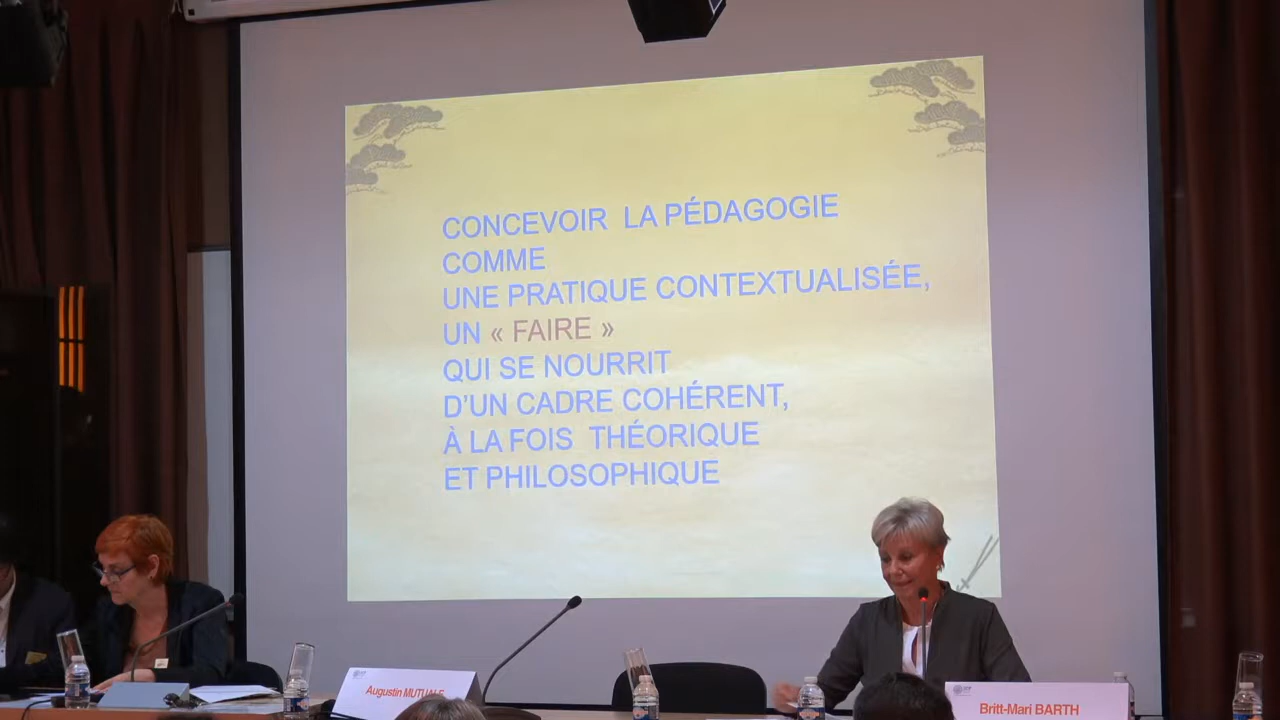 CONCEVOIR LA PÉDAGOGIE
COMME
UNE PRATIQUE CONTEXTUALISÉE,
UN « FAIRE »
QUI SE NOURRIT
D'UN CADRE COHÉRENT,
À LA FOIS THÉORIQUE
ET PHILOSOPHIQUE
Augustin MUTUALE
Britt-Mari BARTH